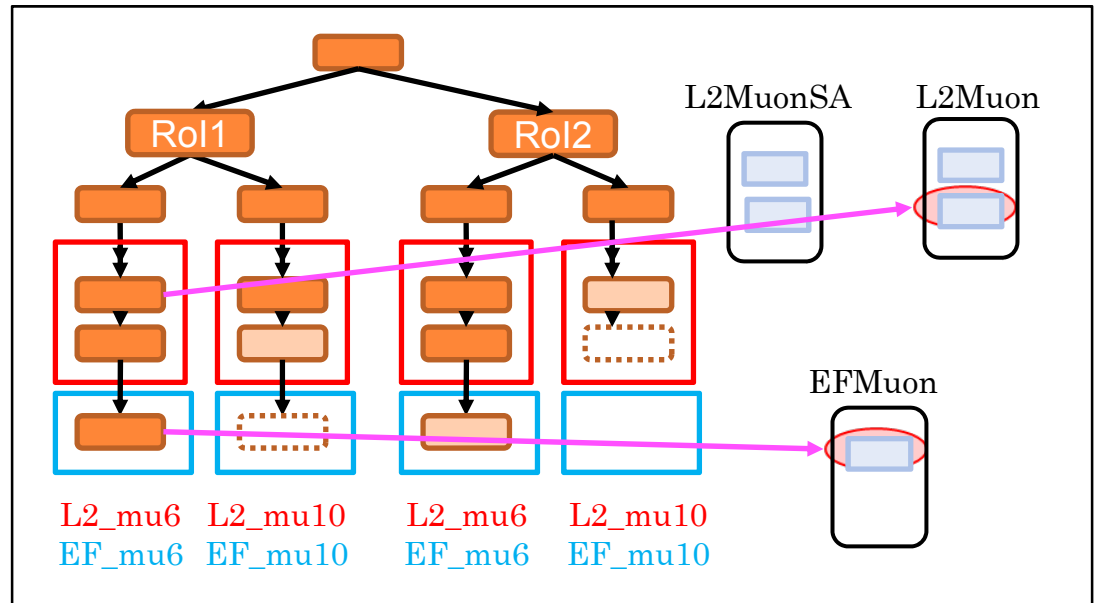 L2MuonSA
L2Muon
RoI1
RoI2
EFMuon
L2_mu6
L2_mu10
L2_mu6
L2_mu10
EF_mu6
EF_mu10
EF_mu6
EF_mu10